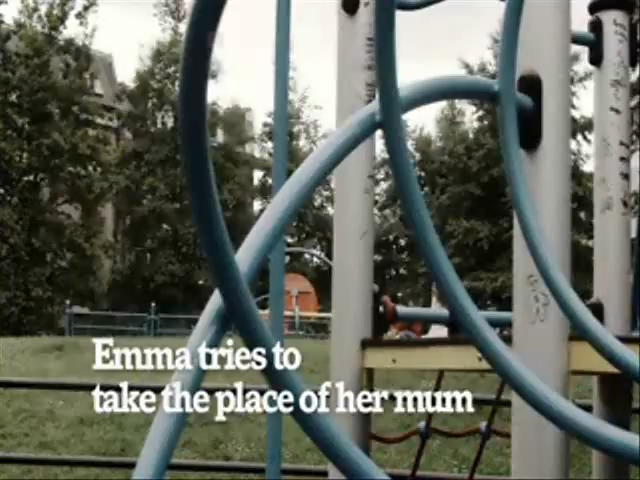 Emma tries to
take the place of her mum